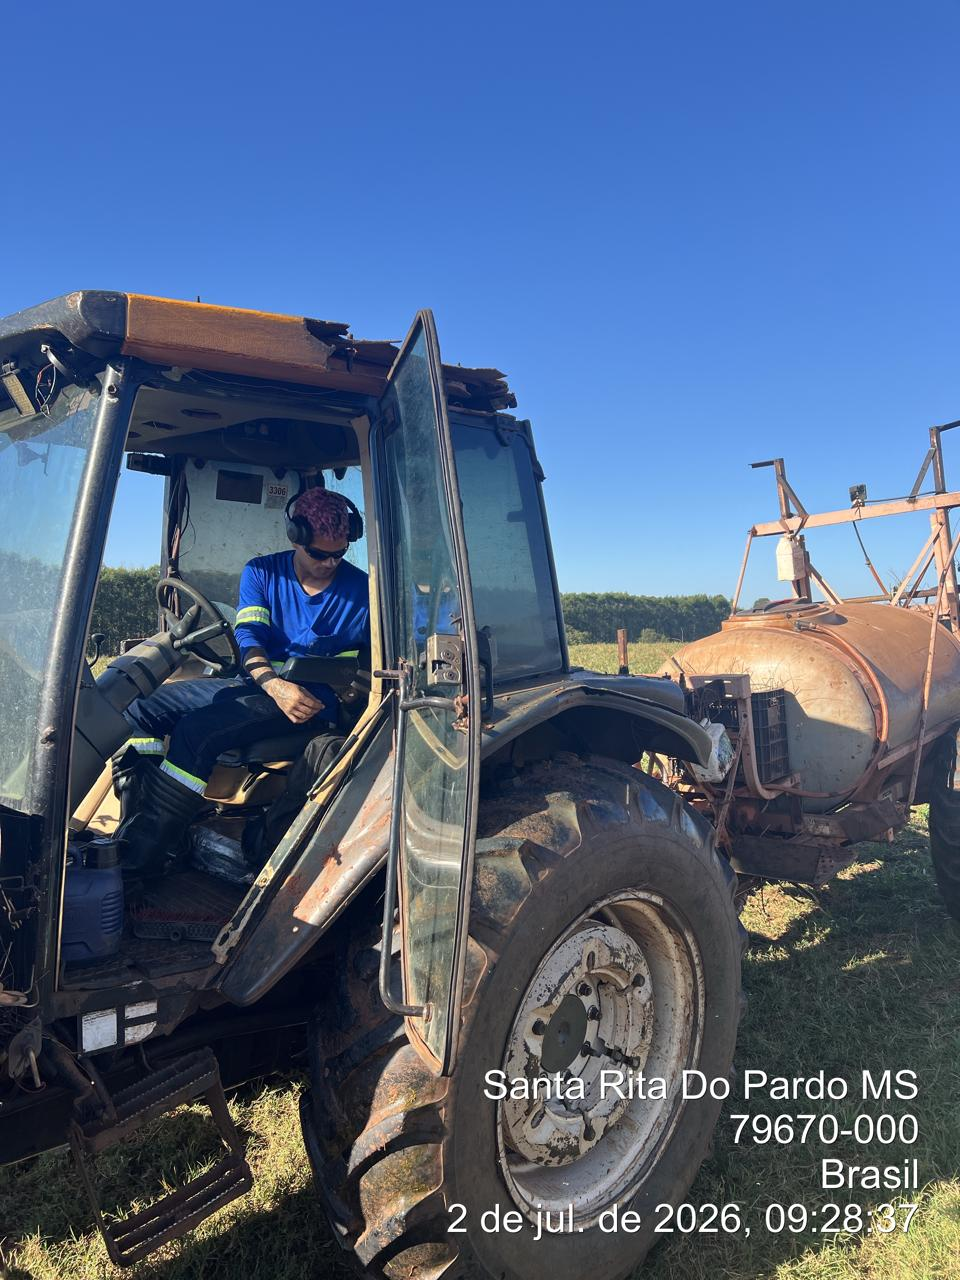 3306
Santa Rita Do Pardo MS
79670-000
Brasil
2 de jul. de 2026, 09:28:37